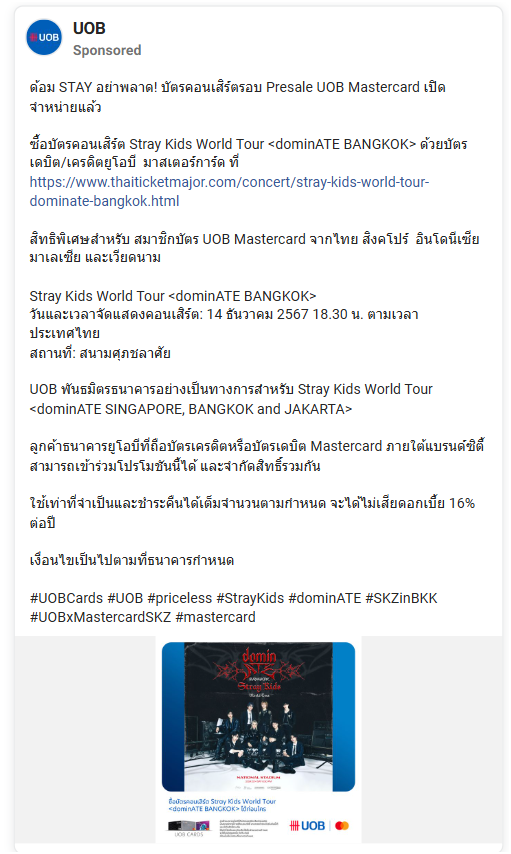 UOB
UOB
Sponsored
ด้อม STAY อย่าพลาด! บัตรคอนเสิร์ตรอบ Presale UOB Mastercard เปิด
จำหน่ายแล้ว
ซื้อบัตรคอนเสิร์ต Stray Kids World Tour <dominATE BANGKOK> ด้วยบัตร
เดบิต/เครดิตยูโอบี มาสเตอร์การ์ด ที่
https://www.thaiticketmajor.com/concert/stray-kids-world-tour-
dominate-bangkok.html
สิทธิพิเศษสำหรับ สมาชิกบัตร UOB Mastercard จากไทย สิงคโปร์ อินโดนีเซีย
มาเลเซีย และเวียดนาม
Stray Kids World Tour <dominATE BANGKOK>
วันและเวลาจัดแสดงคอนเสิร์ต: 14 ธันวาคม 2567 18.30 น. ตามเวลา
ประเทศไทย
สถานที่: สนามศุภชลาศัย
UOB พันธมิตรธนาคารอย่างเป็นทางการสำหรับ Stray Kids World Tour
<dominATE SINGAPORE, BANGKOK and JAKARTA>
ลูกค้าธนาคารยูโอบีที่ถือบัตรเครดิตหรือบัตรเดบิต Mastercard ภายใต้แบรนด์ซิตี้
สามารถเข้าร่วมโปรโมชันนี้ได้ และจำกัดสิทธิ์รวมกัน
ใช้เท่าที่จำเป็นและชำระคืนได้เต็มจำนวนตามกำหนด จะได้ไม่เสียดอกเบี้ย 16%
ต่อปี
เงื่อนไขเป็นไปตามที่ธนาคารกำหนด
#UOBCards #UOB #priceless #StrayKids #dominATE #SKZinBKK
#UOBxMastercardSKZ #mastercard
domin
ATE
Stray Kids
World Tour
NATIONAL STADIUM
ซื้อบัตรคอนเสิร์ต Stray Kids World Tour
<dominATE BANGKOK> ได้ก่อนใคร
UOB CARDS
UOB